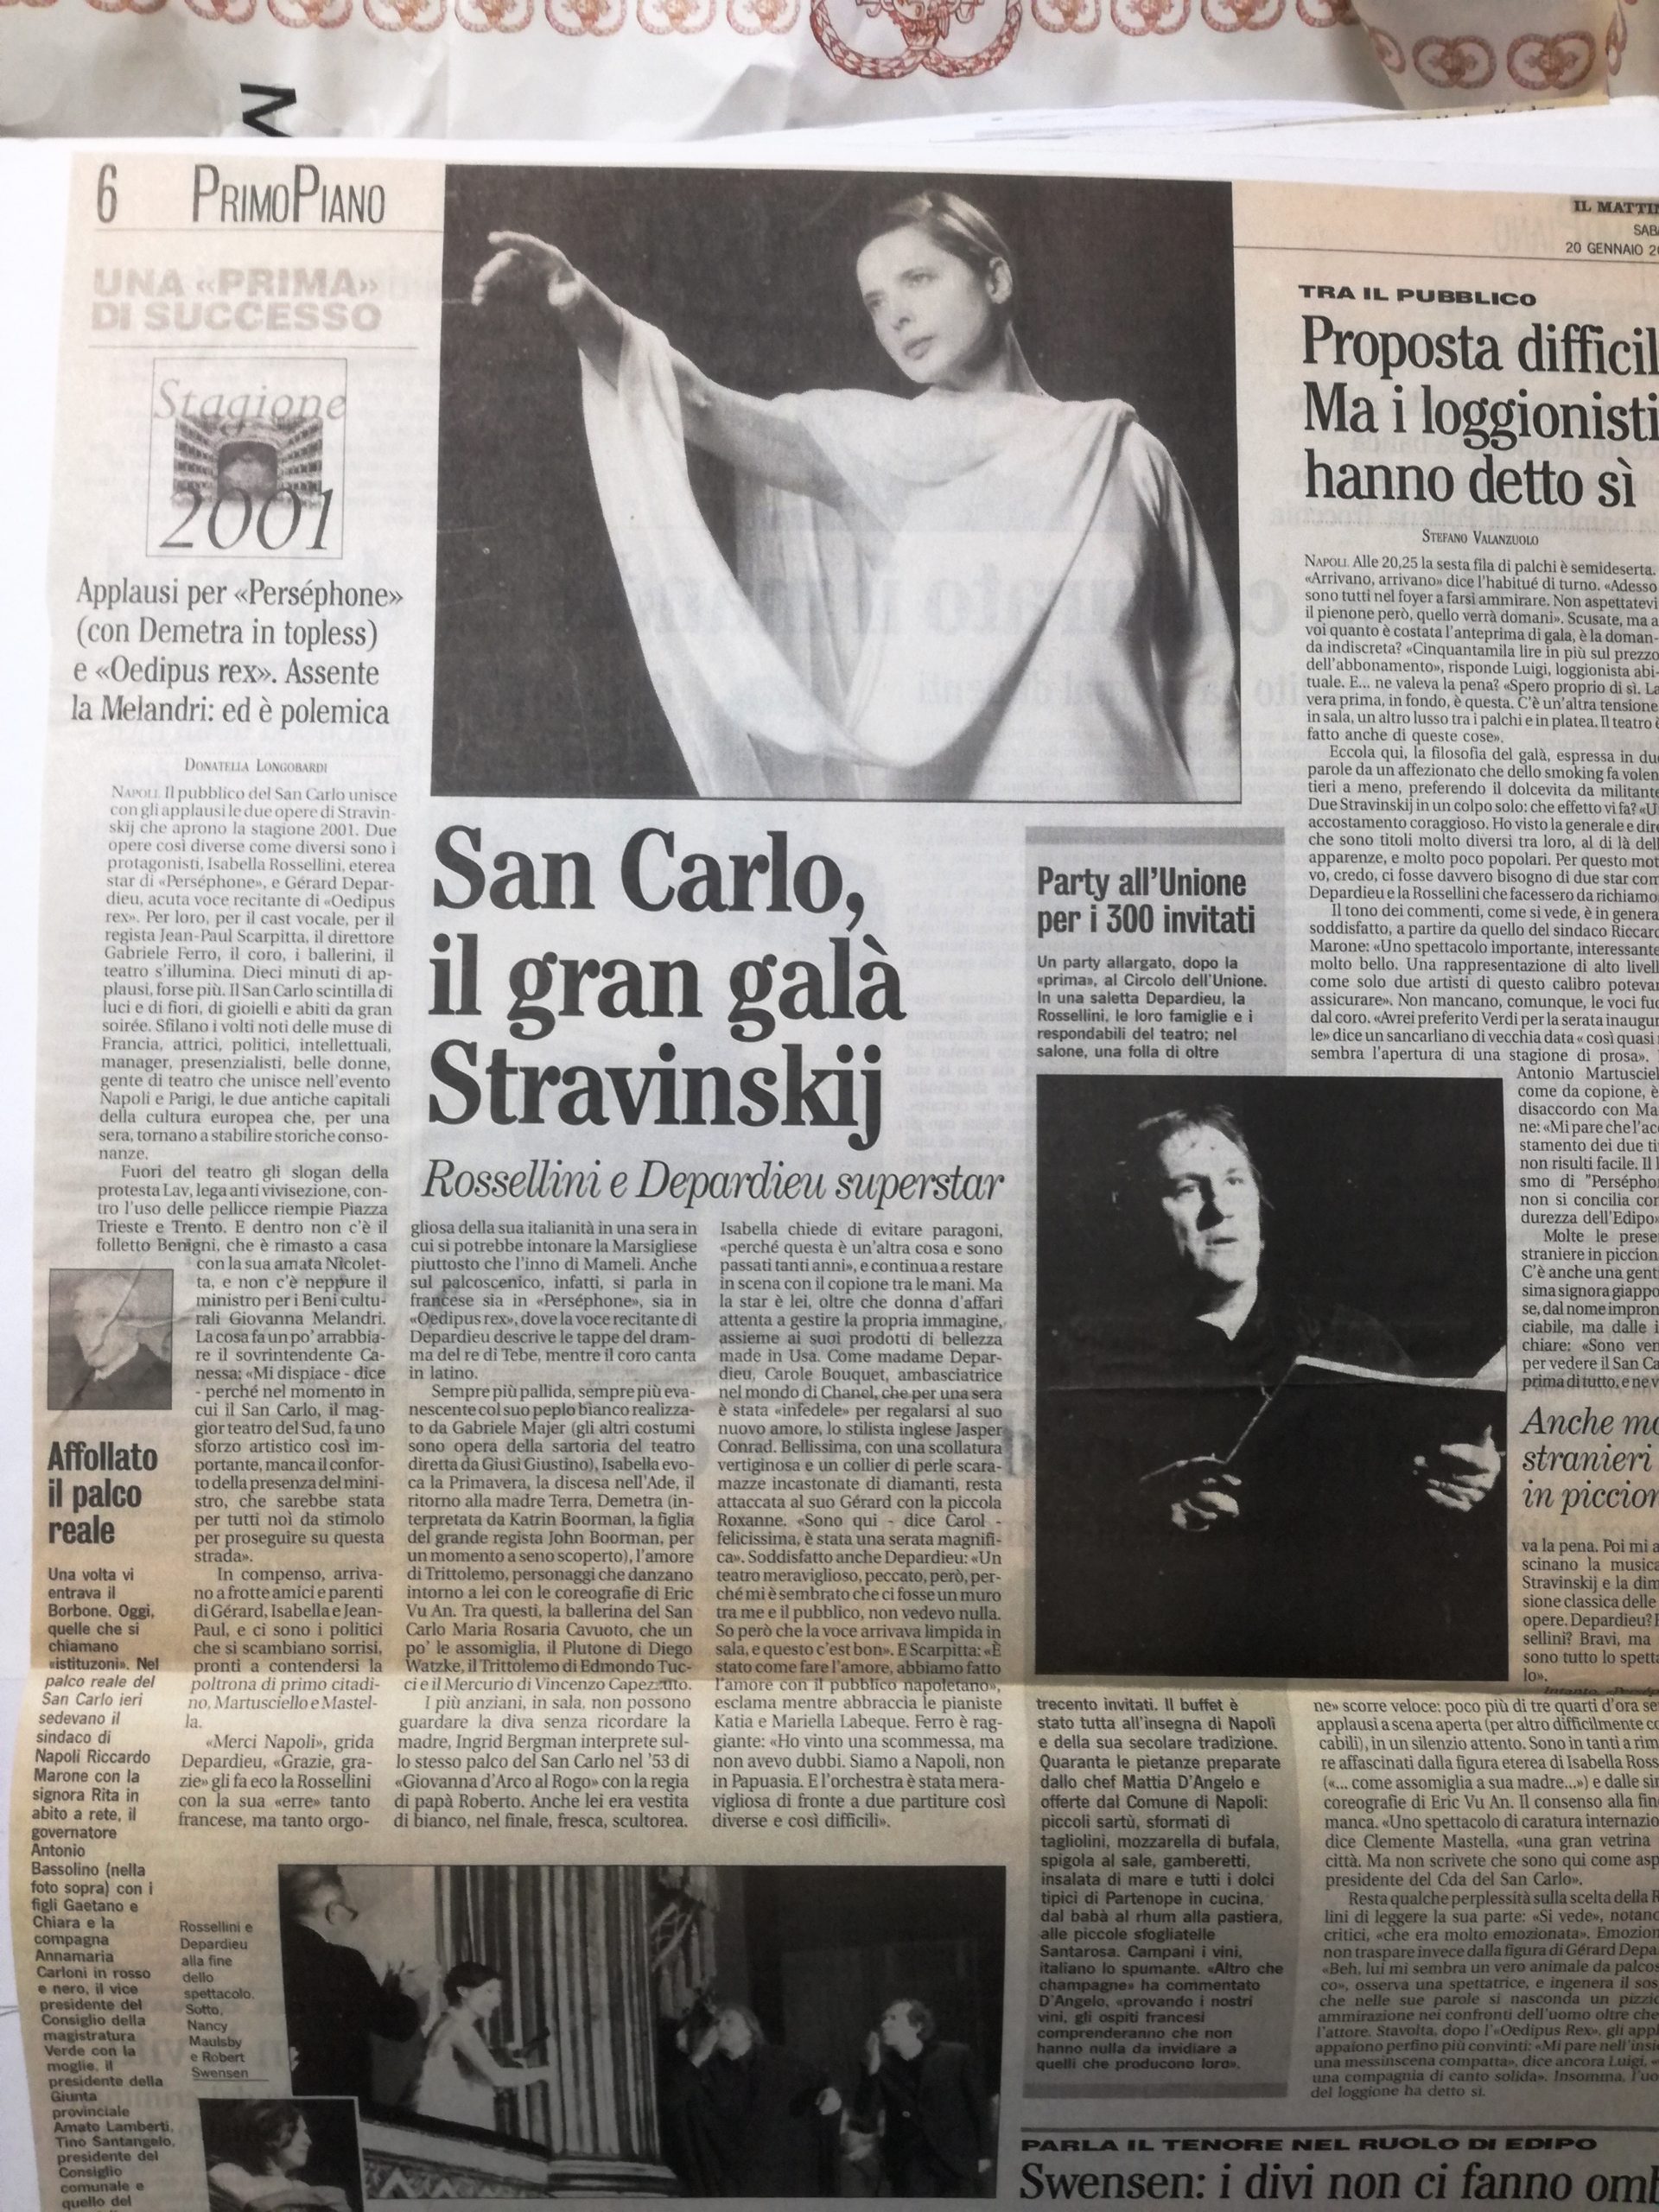 M
6 PRIMOPIANO
IL MATTI
SAB
20 GENNAIO 2
UNA «PRIMA»
DI SUCCESSO
Stagione
2001
Applausi per «Perséphone»
(con Demetra in topless)
e «Oedipus rex». Assente
la Melandri: ed è polemica
DONATELLA LONGOBARDI
NAPOLI. Il pubblico del San Carlo unisce
con gli applausi le due opere di Stravin-
skij che aprono la stagione 2001. Due
opere così diverse come diversi sono i
protagonisti, Isabella Rossellini, eterea
star di «Perséphone», e Gérard Depar-
dieu, acuta voce recitante di «Oedipus
rex». Per loro, per il cast vocale, per il
regista Jean-Paul Scarpitta, il direttore
Gabriele Ferro, il coro, i ballerini, il
teatro s'illumina. Dieci minuti di ap-
plausi, forse più. Il San Carlo scintilla di
luci e di fiori, di gioielli e abiti da gran
soirée. Sfilano i volti noti delle muse di
Francia, attrici, politici, intellettuali,
manager, presenzialisti, belle donne,
gente di teatro che unisce nell'evento
Napoli e Parigi, le due antiche capitali
della cultura europea che, per una
sera, tornano a stabilire storiche conso-
nanze.
Fuori del teatro gli slogan della
protesta Lav, lega anti vivisezione, con-
tro l'uso delle pellicce riempie Piazza
Trieste e Trento. E dentro non c'è il
folletto Benigni, che è rimasto a casa
con la sua amata Nicolet-
ta, e non c'è neppure il
ministro per i Beni cultu-
rali Giovanna Melandri.
La cosa fa un po' arrabbia-
re il sovrintendente Ca-
nessa: «Mi dispiace - dice
- perché nel momento in
cui il San Carlo, il mag-
gior teatro del Sud, fa uno
sforzo artistico così im-
portante, manca il confor-
to della presenza del mini-
stro, che sarebbe stata
per tutti noi da stimolo
per proseguire su questa
strada».
In compenso, arriva-
no a frotte amici e parenti
di Gérard, Isabella e Jean-
Paul, e ci sono i politici
che si scambiano sorrisi,
pronti a contendersi la
poltrona di primo citadi-
no, Martusciello e Mastel-
la.
«Merci Napoli», grida
Depardieu, «Grazie, gra-
zie» gli fa eco la Rossellini
con la sua «erre» tanto
francese, ma tanto orgo-
Affollato
il palco
reale
Una volta vi
entrava il
Borbone. Oggi,
quelle che si
chiamano
«istituzoni». Nel
palco reale del
San Carlo ieri
sedevano il
sindaco di
Napoli Riccardo
Marone con la
signora Rita in
abito a rete, il
governatore
Antonio
Bassolino (nella
foto sopra) con i
figli Gaetano e
Chiara e la
compagna
Annamaria
Carloni in rosso
e nero, il vice
presidente del
Consiglio della
magistratura
Verde con la
moglie, il
presidente della
Giunta
provinciale
Amato Lamberti,
Tino Santangelo,
presidente del
Consiglio
comunale e
quello del
San Carlo,
il gran galà
Stravinskij
Rossellini e Depardieu superstar
gliosa della sua italianità in una sera in
cui si potrebbe intonare la Marsigliese
piuttosto che l'inno di Mameli. Anche
sul palcoscenico, infatti, si parla in
francese sia in «Perséphone», sia in
«Oedipus rex», dove la voce recitante di
Depardieu descrive le tappe del dram-
ma del re di Tebe, mentre il coro canta
in latino.
Sempre più pallida, sempre più eva-
nescente col suo peplo bianco realizza-
to da Gabriele Majer (gli altri costumi
sono opera della sartoria del teatro
diretta da Giusi Giustino), Isabella evo-
ca la Primavera, la discesa nell'Ade, il
ritorno alla madre Terra, Demetra (in-
terpretata da Katrin Boorman, la figlia
del grande regista John Boorman, per
un momento a seno scoperto), l'amore
di Trittolemo, personaggi che danzano
intorno a lei con le coreografie di Eric
Vu An. Tra questi, la ballerina del San
Carlo Maria Rosaria Cavuoto, che un
po' le assomiglia, il Plutone di Diego
Watzke, il Trittolemo di Edmondo Tuc-
ci e il Mercurio di Vincenzo Capezzuto.
I più anziani, in sala, non possono
guardare la diva senza ricordare la
madre, Ingrid Bergman interprete sul-
lo stesso palco del San Carlo nel '53 di
«Giovanna d'Arco al Rogo» con la regia
di papà Roberto. Anche lei era vestita
di bianco, nel finale, fresca, scultorea.
Isabella chiede di evitare paragoni,
«perché questa è un'altra cosa e sono
passati tanti anni», e continua a restare
in scena con il copione tra le mani. Ma
la star è lei, oltre che donna d'affari
attenta a gestire la propria immagine,
assieme ai suoi prodotti di bellezza
made in Usa. Come madame Depar-
dieu, Carole Bouquet, ambasciatrice
nel mondo di Chanel, che per una sera
è stata «infedele» per regalarsi al suo
nuovo amore, lo stilista inglese Jasper
Conrad. Bellissima, con una scollatura
vertiginosa e un collier di perle scara-
mazze incastonate di diamanti, resta
attaccata al suo Gérard con la piccola
Roxanne. «Sono qui - dice Carol -
felicissima, è stata una serata magnifi-
ca». Soddisfatto anche Depardieu: «Un
teatro meraviglioso, peccato, però, per-
ché mi è sembrato che ci fosse un muro
tra me e il pubblico, non vedevo nulla.
So però che la voce arrivava limpida in
sala, e questo c'est bon». E Scarpitta: «È
stato come fare l'amore, abbiamo fatto
l'amore con il pubblico napoletano»,
esclama mentre abbraccia le pianiste
Katia e Mariella Labeque. Ferro è rag-
giante: «Ho vinto una scommessa, ma
non avevo dubbi. Siamo a Napoli, non
in Papuasia. E l'orchestra è stata mera-
vigliosa di fronte a due partiture così
diverse e così difficili».
Rossellini e
Depardieu
alla fine
dello
spettacolo.
Sotto,
Nancy
Maulsby
e Robert
Swensen
Party all'Unione
per i 300 invitati
Un party allargato, dopo la
«prima», al Circolo dell'Unione.
In una saletta Depardieu, la
Rossellini, le loro famiglie e i
respondabili del teatro; nel
salone, una folla di oltre
trecento invitati. Il buffet è
stato tutta all'insegna di Napoli
e della sua secolare tradizione.
Quaranta le pietanze preparate
dallo chef Mattia D'Angelo e
offerte dal Comune di Napoli:
piccoli sartù, sformati di
tagliolini, mozzarella di bufala,
spigola al sale, gamberetti,
insalata di mare e tutti i dolci
tipici di Partenope in cucina,
dal babà al rhum alla pastiera,
alle piccole sfogliatelle
Santarosa. Campani i vini,
italiano lo spumante. «Altro che
champagne» ha commentato
D'Angelo, «provando i nostri
vini, gli ospiti francesi
comprenderanno che non
hanno nulla da invidiare a
quelli che producono loro».
TRA IL PUBBLICO
Proposta difficil
Ma i loggionisti
hanno detto sì
STEFANO VALANZUOLO
NAPOLI. Alle 20,25 la sesta fila di palchi è semideserta.
«Arrivano, arrivano» dice l'habitué di turno. «Adesso
sono tutti nel foyer a farsi ammirare. Non aspettatevi
il pienone però, quello verrà domani». Scusate, ma a
voi quanto è costata l'anteprima di gala, è la doman-
da indiscreta? «Cinquantamila lire in più sul prezzo
dell'abbonamento», risponde Luigi, loggionista abi-
tuale. E... ne valeva la pena? «Spero proprio di sì. La
vera prima, in fondo, è questa. C'è un'altra tensione
in sala, un altro lusso tra i palchi e in platea. Il teatro è
fatto anche di queste cose».
Eccola qui, la filosofia del galà, espressa in due
parole da un affezionato che dello smoking fa volen
tieri a meno, preferendo il dolcevita da militante
Due Stravinskij in un colpo solo: che effetto vi fa? «U
accostamento coraggioso. Ho visto la generale e dire
che sono titoli molto diversi tra loro, al di là dell
apparenze, e molto poco popolari. Per questo mot
vo, credo, ci fosse davvero bisogno di due star com
Depardieu e la Rossellini che facessero da richiamo
Il tono dei commenti, come si vede, è in genera
soddisfatto, a partire da quello del sindaco Riccard
Marone: «Uno spettacolo importante, interessante
molto bello. Una rappresentazione di alto livell
come solo due artisti di questo calibro potevan
assicurare». Non mancano, comunque, le voci fuo
dal coro. «Avrei preferito Verdi per la serata inaugur
le» dice un sancarliano di vecchia data « così quasi
sembra l'apertura di una stagione di prosa».
Antonio Martusciel
come da copione, è
disaccordo con Ma
ne: «Mi pare che l'acc
stamento dei due ti
non risulti facile. Il l
smo di "Persépho
non si concilia con
durezza dell'Edipo»
Molte le prese
straniere in piccion
C'è anche una genti
sima signora giappo
se, dal nome impron
ciabile, ma dalle i
chiare: «Sono ven
per vedere il San Ca
prima di tutto, e ne v
Anche mo
stranieri
in piccion
va la pena. Poi mi a
scinano la musica
Stravinskij e la dim
sione classica delle
opere. Depardieu?
sellini? Bravi, ma
sono tutto lo spetta
lo».
ne» scorre veloce: poco più di tre quarti d'ora se
applausi a scena aperta (per altro difficilmente co
cabili), in un silenzio attento. Sono in tanti a rim
re affascinati dalla figura eterea di Isabella Ross
(«... come assomiglia a sua madre...») e dalle sin
coreografie di Eric Vu An. Il consenso alla fin
manca. «Uno spettacolo di caratura internazio
dice Clemente Mastella, «una gran vetrina
città. Ma non scrivete che sono qui come asp
presidente del Cda del San Carlo».
Resta qualche perplessità sulla scelta della R
lini di leggere la sua parte: «Si vede», notano
critici, «che era molto emozionata». Emozion
non traspare invece dalla figura di Gérard Depa
«Beh, lui mi sembra un vero animale da palcos
co», osserva una spettatrice, e ingenera il sos
che nelle sue parole si nasconda un pizzic
ammirazione nei confronti dell'uomo oltre che
l'attore. Stavolta, dopo l'«Oedipus Rex», gli appl
appaiono perfino più convinti: «Mi pare nell'insie
una messinscena compatta», dice ancora Luigi, «
una compagnia di canto solida». Insomma, l'uo
del loggione ha detto sì.
PARLA IL TENORE NEL RUOLO DI EDIPO
Swensen: i divi non ci fanno omb